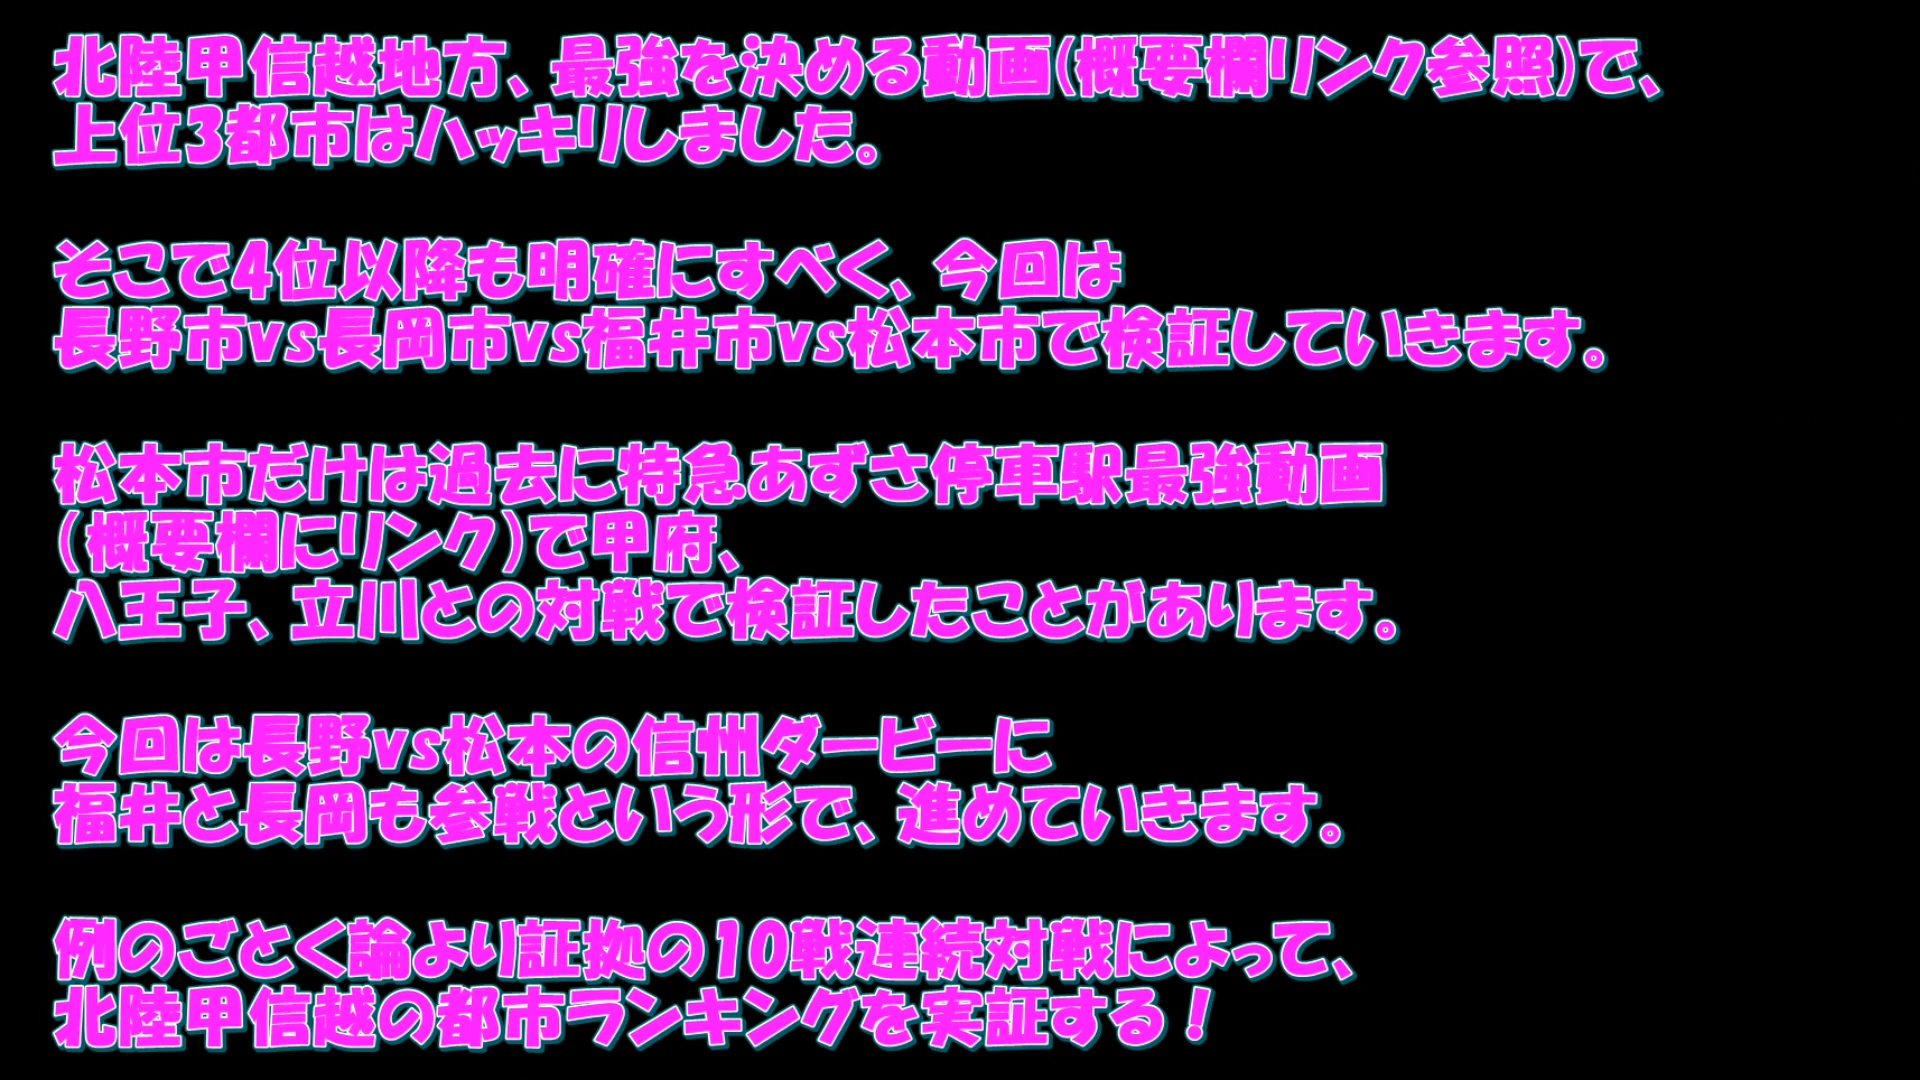 北陸甲信越地方、最強を決める動画(概要欄リンク参照)で、
上位3都市はハッキリしました。
そこで4位以降も明確にすべく、今回は
長野市vs長岡市vs福井市vs松本市で検証していきます。
松本市だけは過去に特急あずさ停車駅最強動画
(概要欄にリンク)で甲府、
八王子、立川との対戦で検証したことがあります。
今回は長野vs松本の信州ダービーに
福井と長岡も参戦という形で、進めていきます。
例のごとく論より証拠の10戦連続対戦によって、
北陸甲信越の都市ランキングを実証する！